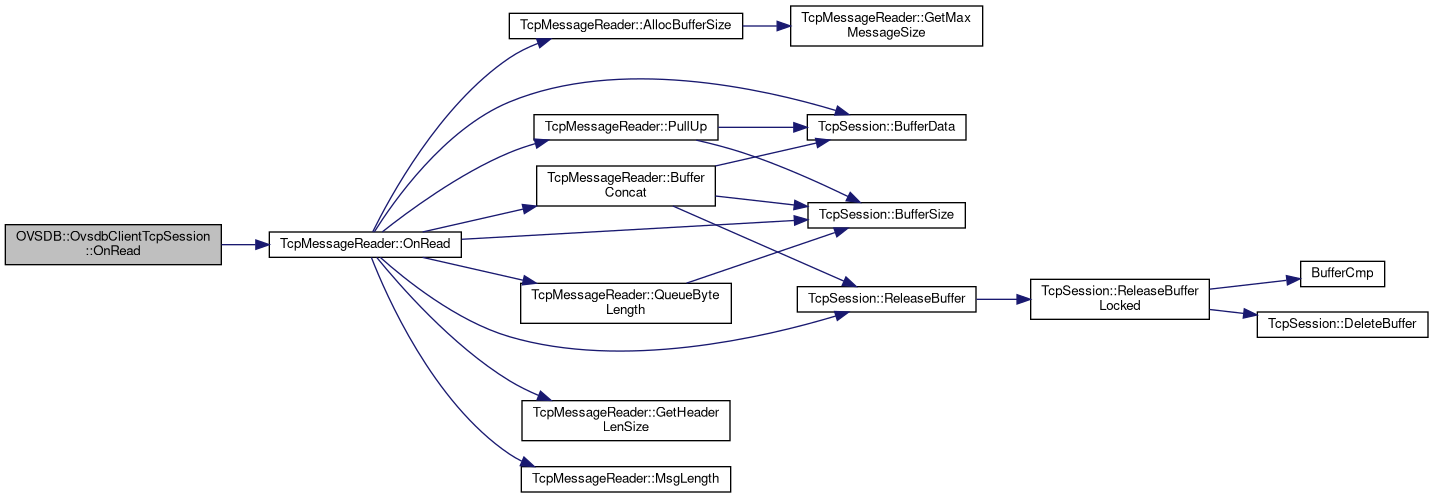 OVSDB::OvsdbClientTcpSession
::OnRead
TcpMessageReader::OnRead
TcpMessageReader::AllocBufferSize
TcpMessageReader::GetMax
MessageSize
TcpMessageReader::PullUp
TcpSession::BufferData
TcpMessageReader::Buffer
Concat
TcpSession::BufferSize
TcpMessageReader::QueueByte
Length
TcpSession::ReleaseBuffer
TcpSession::ReleaseBuffer
Locked
BufferCmp
TcpSession::DeleteBuffer
TcpMessageReader::GetHeader
LenSize
TcpMessageReader::MsgLength